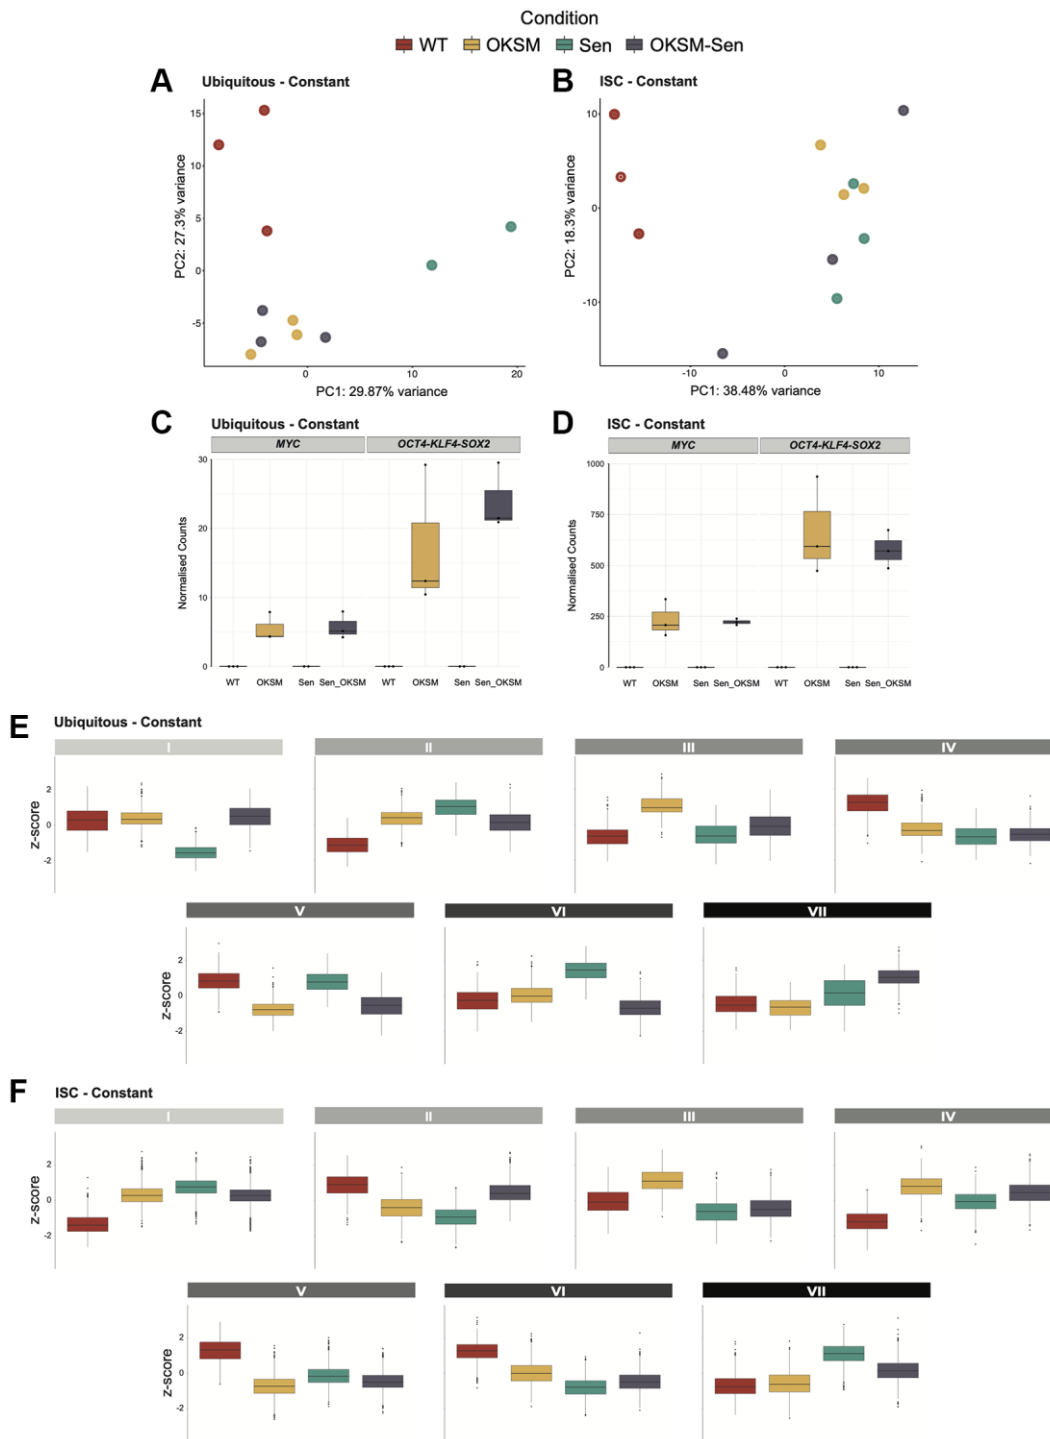 Condition
WT OKSM Sen OKSM-Sen
A Ubiquitous - Constant
15
10
5
0
-5
PC2: 27.3% variance
0 10 20
PC1: 29.87% variance
B ISC - Constant
10
0
-10
PC2: 18.3% variance
-10 0 10
PC1: 38.48% variance
C Ubiquitous - Constant
MYC OCT4-KLF4-SOX2
30
20
10
0
Normalised Counts
WT OKSM Sen Sen_OKSM WT OKSM Sen Sen_OKSM
D ISC - Constant
MYC OCT4-KLF4-SOX2
1000
750
500
250
0
Normalised Counts
WT OKSM Sen Sen_OKSM WT OKSM Sen Sen_OKSM
E Ubiquitous - Constant
I II III IV
2
0
-2
z-score
V VI VII
2
0
-2
z-score
F ISC - Constant
I II III IV
2
0
-2
z-score
V VI VII
2
0
-2
z-score